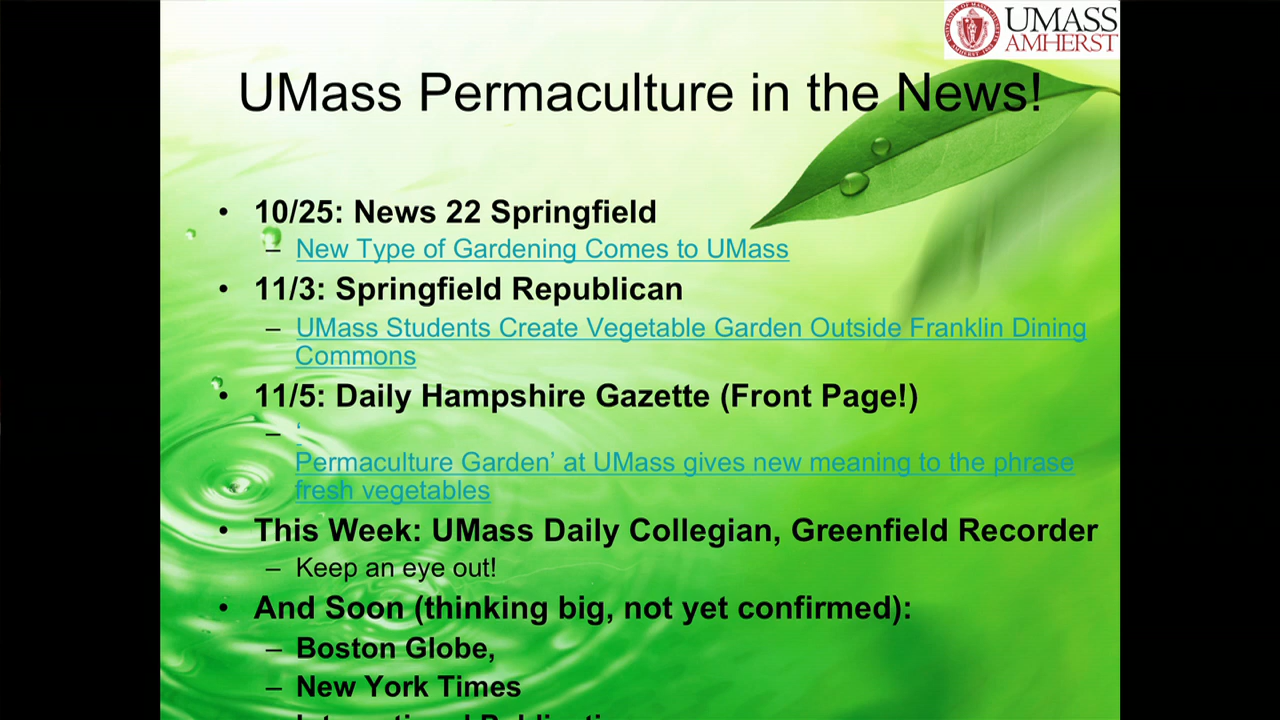 UMASS
AMHERST
UMass Permaculture in the News!
• 10/25: News 22 Springfield
– New Type of Gardening Comes to UMass
• 11/3: Springfield Republican
– UMass Students Create Vegetable Garden Outside Franklin Dining
Commons
• 11/5: Daily Hampshire Gazette (Front Page!)
– ‘
Permaculture Garden’ at UMass gives new meaning to the phrase
fresh vegetables
• This Week: UMass Daily Collegian, Greenfield Recorder
– Keep an eye out!
• And Soon (thinking big, not yet confirmed):
– Boston Globe,
– New York Times